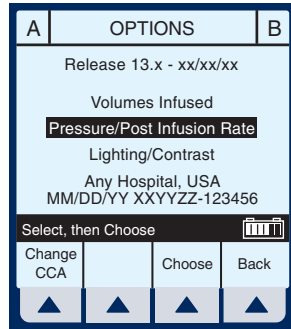 A OPTIONS B
Release 13.x - xx/xx/xx
Volumes Infused
Pressure/Post Infusion Rate
Lighting/Contrast
Any Hospital, USA
MM/DD/YY XXYYZZ-123456
Select, then Choose
Change
CCA
Choose
Back